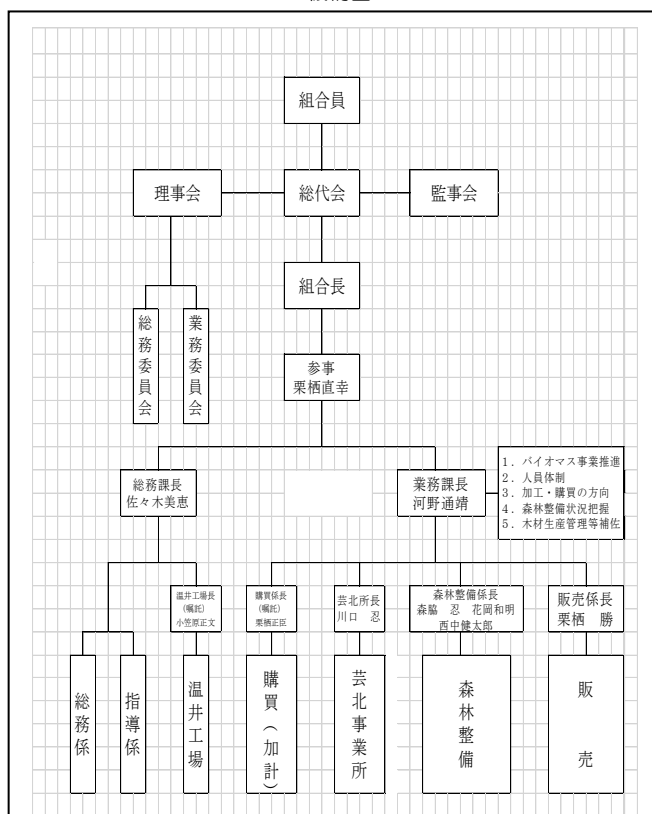 組合員
理事会
総代会
監事会
組合長
総務委員会
業務委員会
参事
栗栖直幸
総務課長
佐々木美恵
業務課長
河野通靖
1．バイオマス事業推進
2．人員体制
3．加工・購買の方向
4．森林整備状況把握
5．木材生産管理等補佐
温井工場長
(嘱託)
小笠原正文
購買係長
(嘱託)
栗栖正臣
芸北所長
川口　忍
森林整備係長
森脇　忍　花岡和明
西中健太郎
販売係長
栗栖　勝
総務係
指導係
温井工場
購買（加計）
芸北事業所
森林整備
販　売